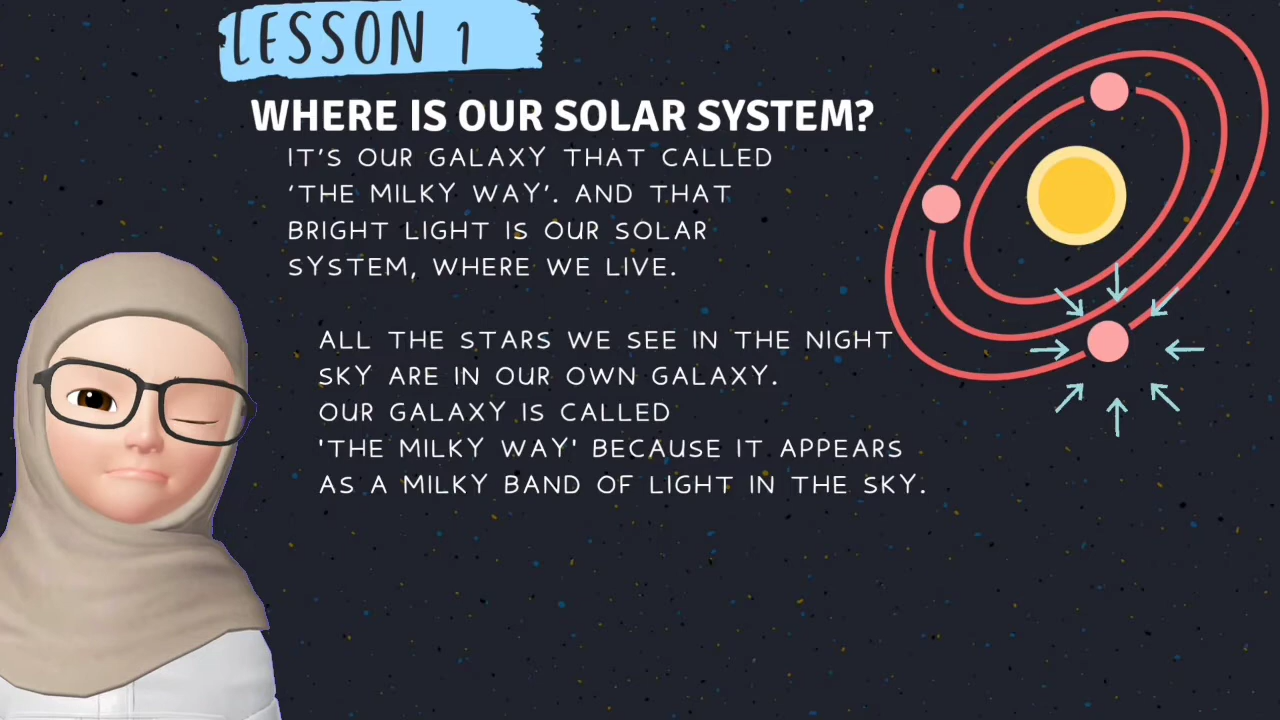 LESSON 1
WHERE IS OUR SOLAR SYSTEM?
IT'S OUR GALAXY THAT CALLED
‘THE MILKY WAY’. AND THAT
BRIGHT LIGHT IS OUR SOLAR
SYSTEM, WHERE WE LIVE.
ALL THE STARS WE SEE IN THE NIGHT
SKY ARE IN OUR OWN GALAXY.
OUR GALAXY IS CALLED
'THE MILKY WAY' BECAUSE IT APPEARS
AS A MILKY BAND OF LIGHT IN THE SKY.